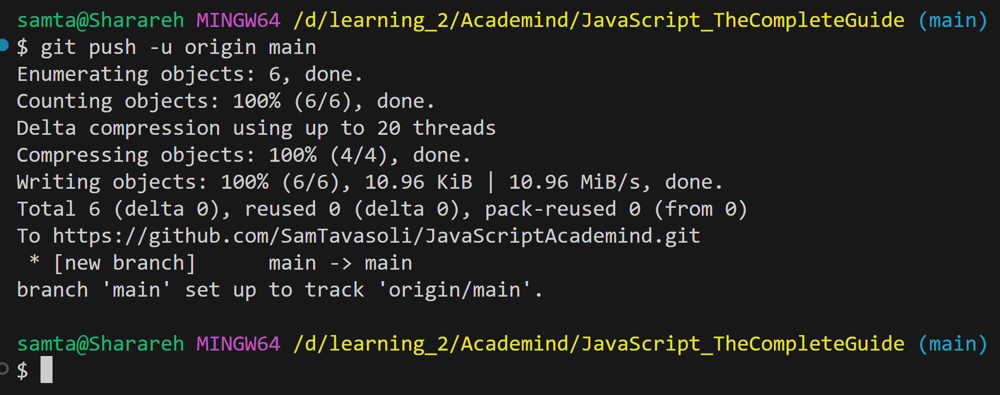 samta@Sharareh MINGW64 /d/learning_2/Academind/JavaScript_TheCompleteGuide (main)
$ git push -u origin main
Enumerating objects: 6, done.
Counting objects: 100% (6/6), done.
Delta compression using up to 20 threads
Compressing objects: 100% (4/4), done.
Writing objects: 100% (6/6), 10.96 KiB | 10.96 MiB/s, done.
Total 6 (delta 0), reused 0 (delta 0), pack-reused 0 (from 0)
To https://github.com/SamTavasoli/JavaScriptAcademind.git
 * [new branch]      main -> main
branch 'main' set up to track 'origin/main'.
samta@Sharareh MINGW64 /d/learning_2/Academind/JavaScript_TheCompleteGuide (main)
$